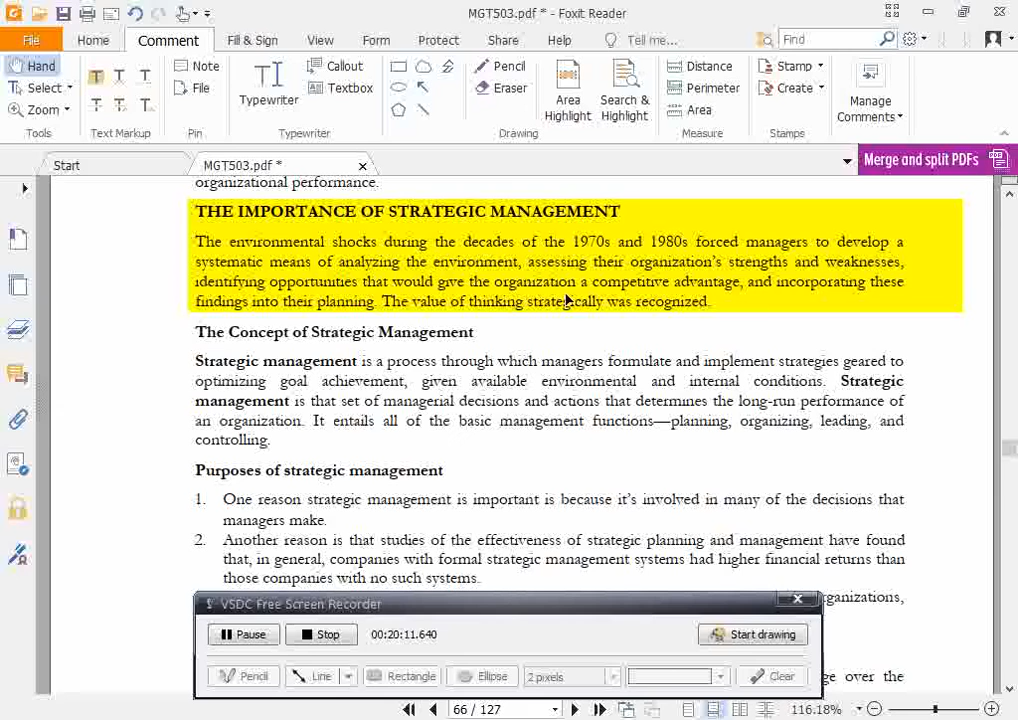 MGT503.pdf * - Foxit Reader
File Home Comment Fill & Sign View Form Protect Share Help Tell me... Find
Hand
Select
Zoom
Tools
T T T
T T T
Text Markup
Note
File
Pin
Typewriter
Callout
Textbox
Typewriter
Area
Highlight
Search &
Highlight
Pencil
Eraser
Drawing
Distance
Perimeter
Area
Measure
Stamp
Create
Stamps
Manage
Comments
Start MGT503.pdf * Merge and split PDFs
organizational performance.
THE IMPORTANCE OF STRATEGIC MANAGEMENT
The environmental shocks during the decades of the 1970s and 1980s forced managers to develop a
systematic means of analyzing the environment, assessing their organization's strengths and weaknesses,
identifying opportunities that would give the organization a competitive advantage, and incorporating these
findings into their planning. The value of thinking strategically was recognized.
The Concept of Strategic Management
Strategic management is a process through which managers formulate and implement strategies geared to
optimizing goal achievement, given available environmental and internal conditions. Strategic
management is that set of managerial decisions and actions that determines the long-run performance of
an organization. It entails all of the basic management functions—planning, organizing, leading, and
controlling.
Purposes of strategic management
1. One reason strategic management is important is because it's involved in many of the decisions that
managers make.
2. Another reason is that studies of the effectiveness of strategic planning and management have found
that, in general, companies with formal strategic management systems had higher financial returns than
those companies with no such systems.
rganizations,
VSDC Free Screen Recorder
Pause Stop 00:20:11.640 Start drawing
Pencil Line Rectangle Ellipse 2 pixels Clear
ge over the
66 / 127 116.18%